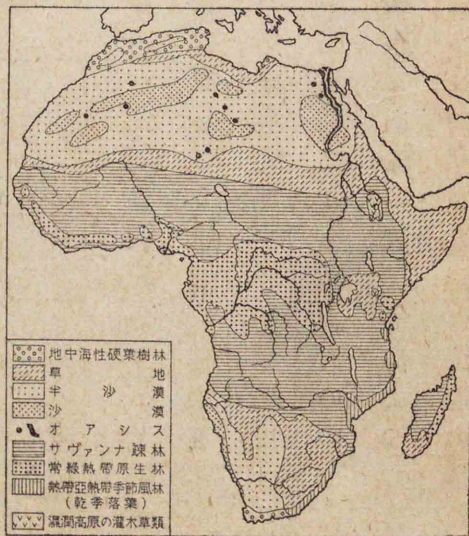 地中海性硬葉樹林
草地
半沙漠
沙漠
オアシス
サヴァンナ疎林
常緑熱帶原生林
熱帶亞熱帶季節風林
(乾季落葉)
濕潤高原の灌木草類